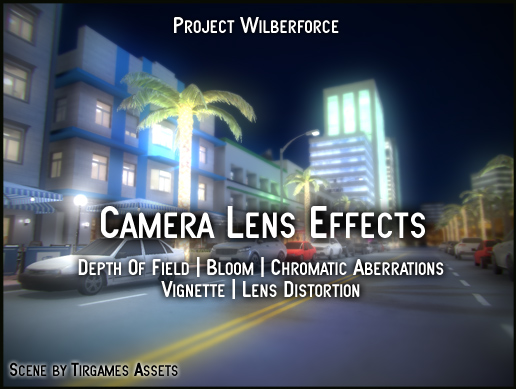 Project Wilberforce
Camera Lens Effects
Depth Of Field | Bloom | Chromatic Aberrations
Vignette | Lens Distortion
Scene by Tirgames Assets